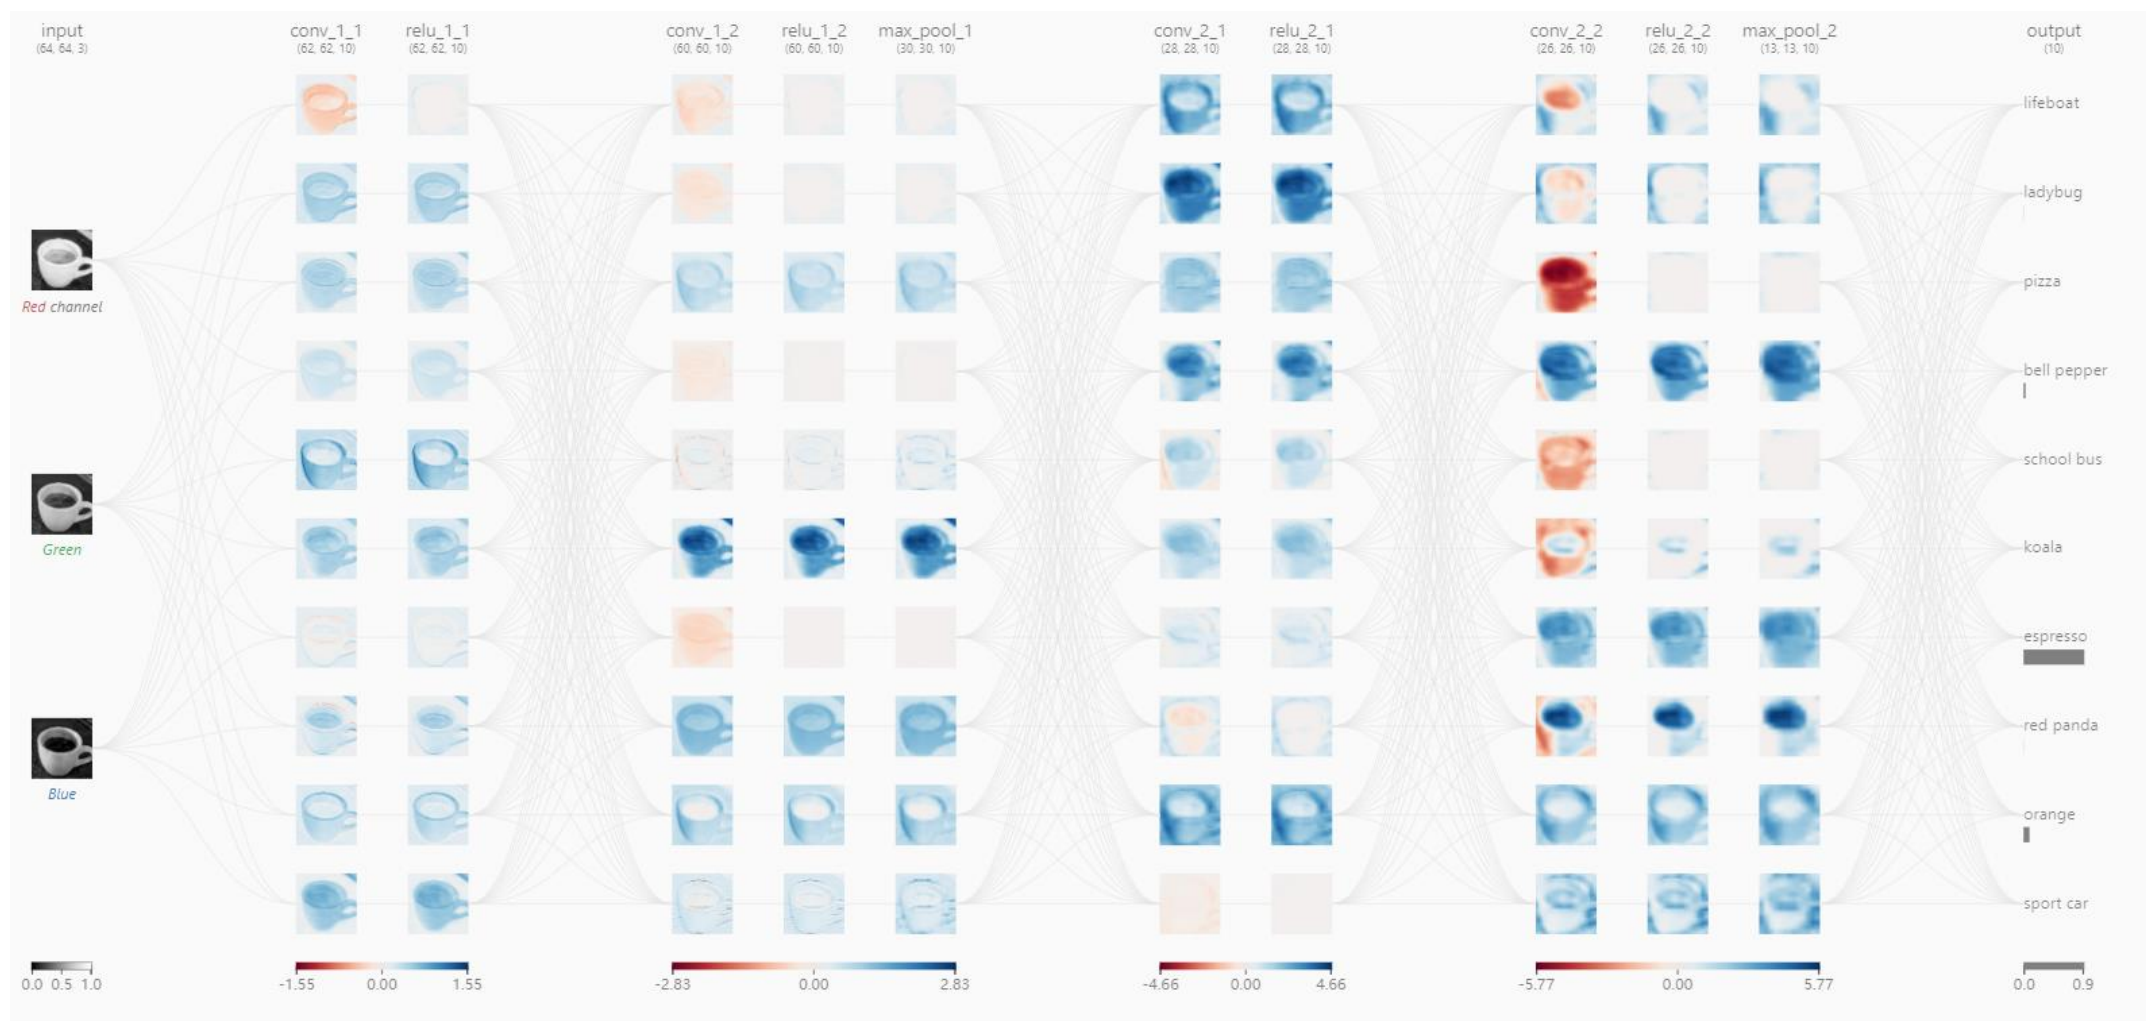 input
(64, 64, 3)
conv_1_1
(62, 62, 10)
relu_1_1
(62, 62, 10)
conv_1_2
(60, 60, 10)
relu_1_2
(60, 60, 10)
max_pool_1
(30, 30, 10)
conv_2_1
(28, 28, 10)
relu_2_1
(28, 28, 10)
conv_2_2
(26, 26, 10)
relu_2_2
(26, 26, 10)
max_pool_2
(13, 13, 10)
output
(10)
Red channel
Green
Blue
lifeboat
ladybug
pizza
bell pepper
school bus
koala
espresso
red panda
orange
sport car
0.0 0.5 1.0
-1.55 0.00 1.55
-2.83 0.00 2.83
-4.66 0.00 4.66
-5.77 0.00 5.77
0.0 0.9